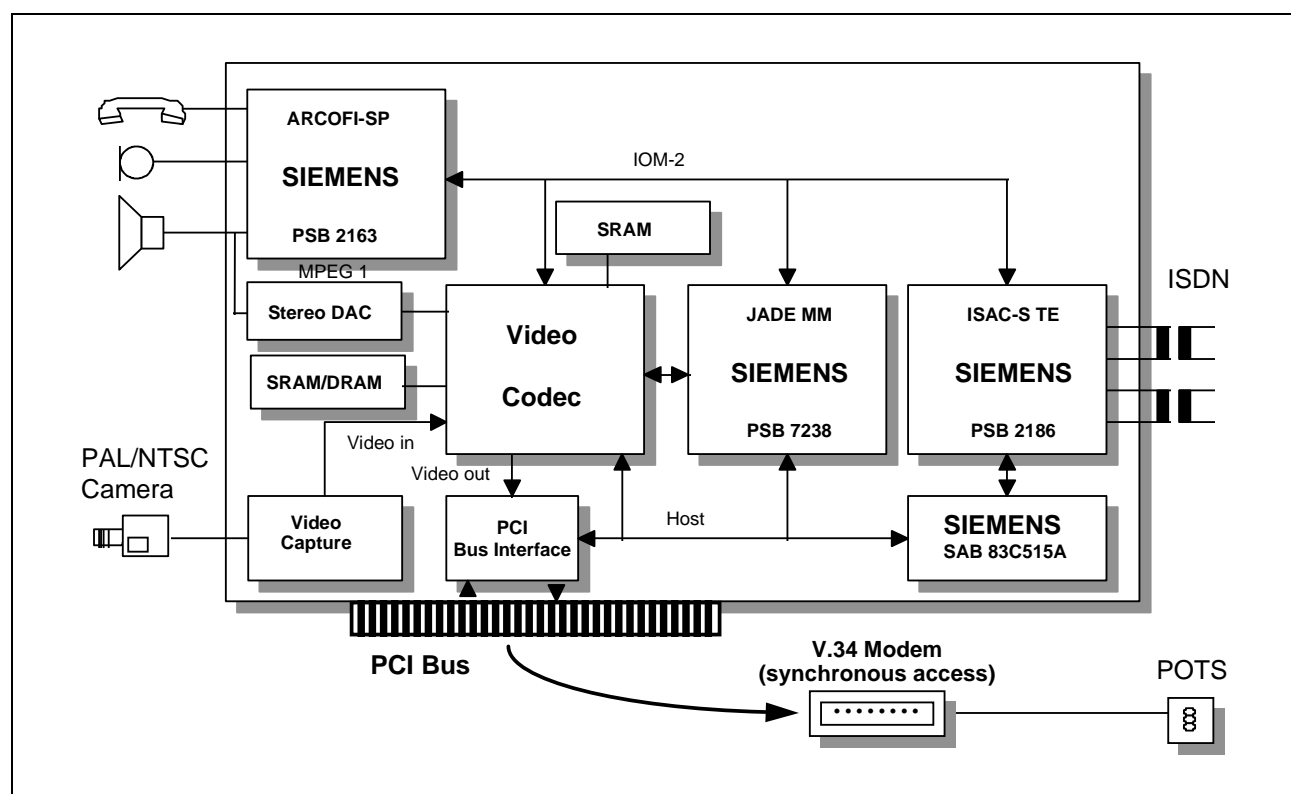 ARCOFI-SP
SIEMENS
PSB 2163
IOM-2
SRAM
MPEG 1
Stereo DAC
SRAM/DRAM
Video
Codec
JADE MM
SIEMENS
PSB 7238
ISAC-S TE
SIEMENS
PSB 2186
ISDN
Video in
Video out
PAL/NTSC
Camera
Video
Capture
PCI
Bus Interface
Host
SIEMENS
SAB 83C515A
PCI Bus
V.34 Modem
(synchronous access)
POTS